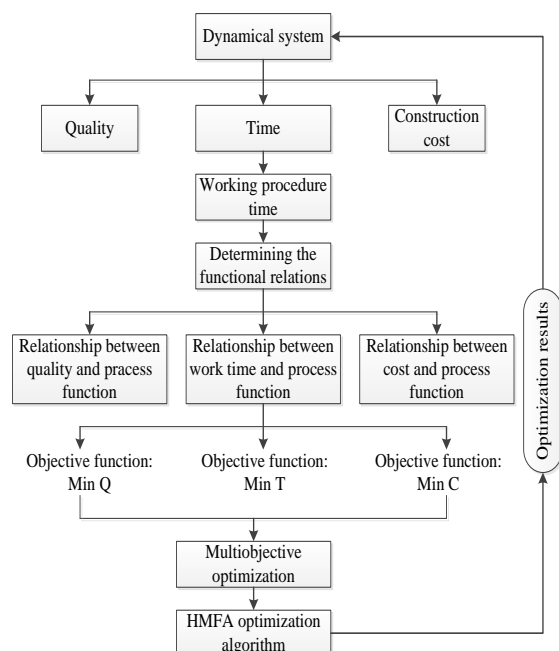 Dynamical system
Quality
Time
Construction
cost
Working procedure
time
Determining the
functional relations
Relationship between
quality and pracess
function
Relationship between
work time and process
function
Relationship between
cost and process
function
Objective function:
Min Q
Objective function:
Min T
Objective function:
Min C
Multiobjective
optimization
HMFA optimization
algorithm
Optimization results